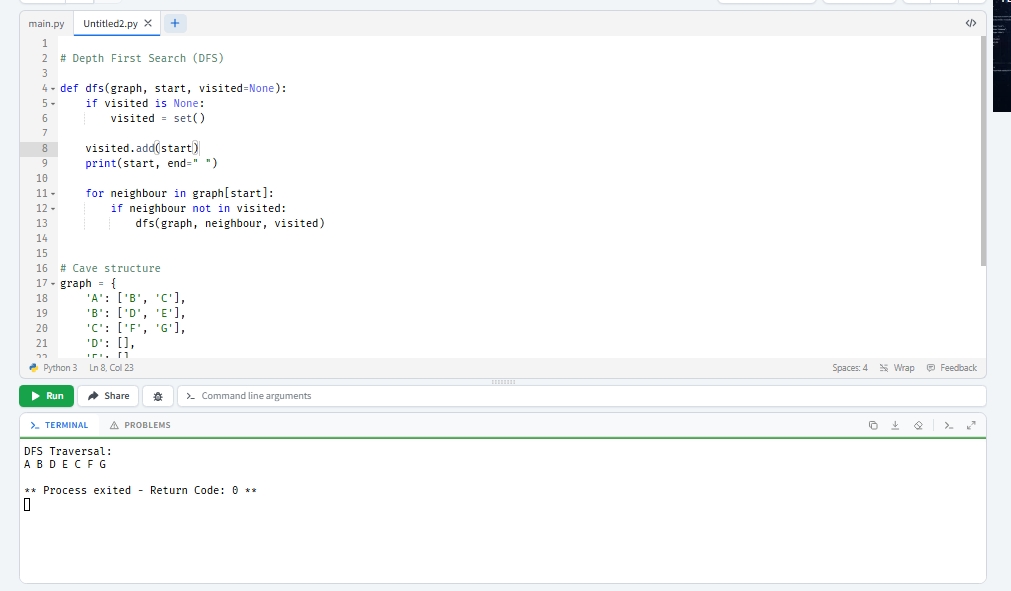 main.py Untitled2.py × + </>
1
2 # Depth First Search (DFS)
3
4 def dfs(graph, start, visited=None):
5     if visited is None:
6         visited = set()
7
8     visited.add(start)
9     print(start, end=" ")
10
11     for neighbour in graph[start]:
12         if neighbour not in visited:
13             dfs(graph, neighbour, visited)
14
15
16 # Cave structure
17 graph = {
18     'A': ['B', 'C'],
19     'B': ['D', 'E'],
20     'C': ['F', 'G'],
21     'D': [],
Python 3 Ln 8, Col 23 Spaces: 4 Wrap Feedback
Run Share >_ Command line arguments
>_ TERMINAL PROBLEMS
DFS Traversal:
A B D E C F G
** Process exited - Return Code: 0 **